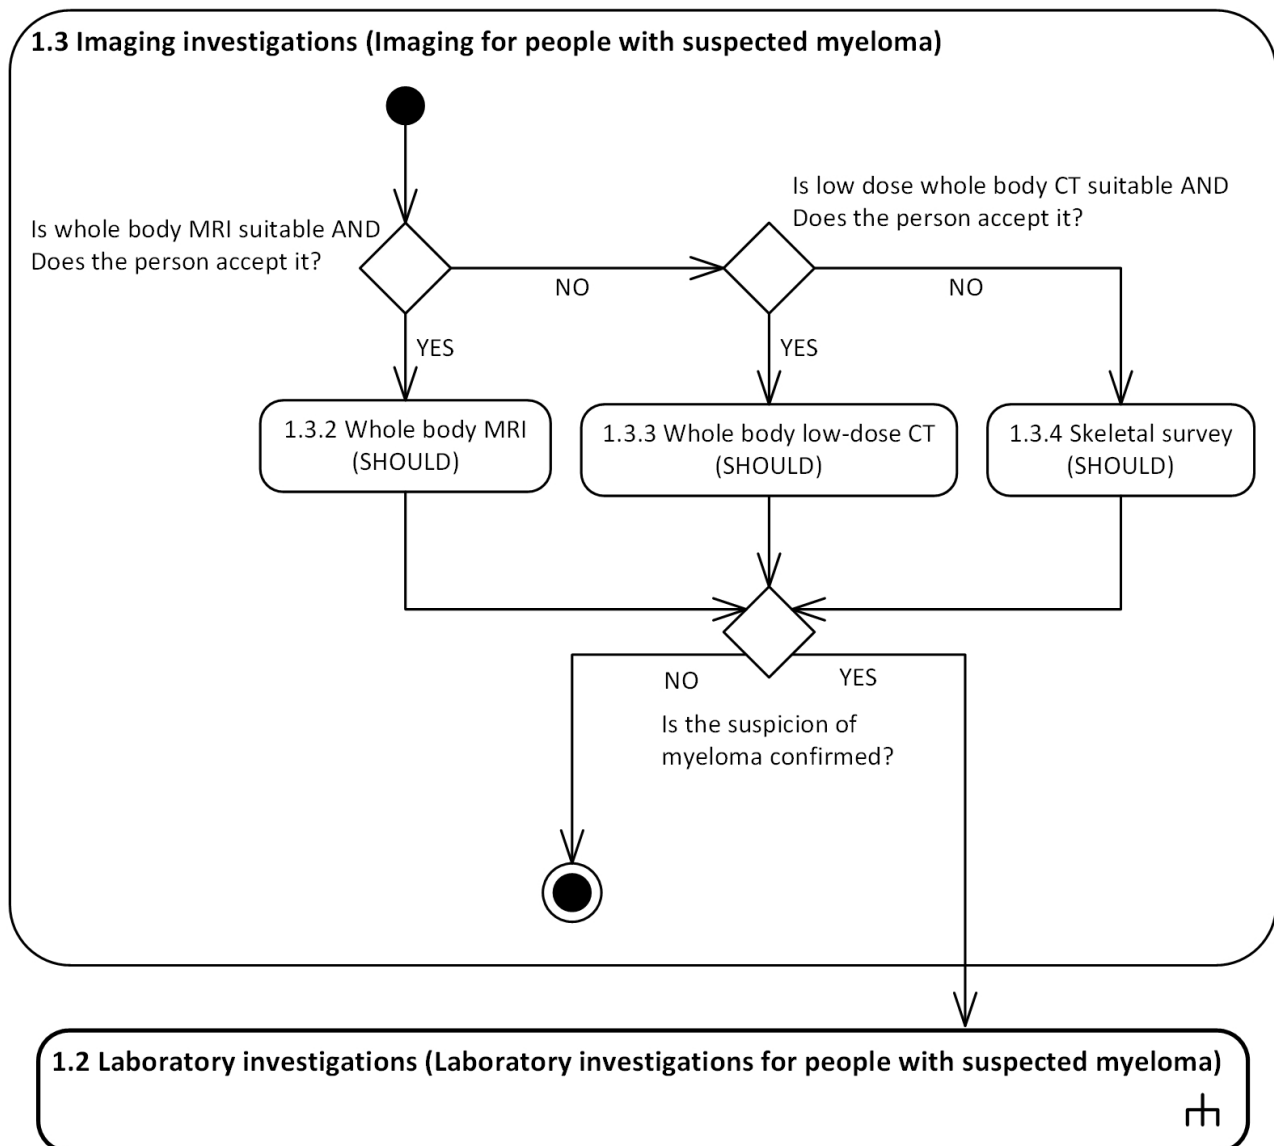 1.3 Imaging investigations (Imaging for people with suspected myeloma)
Is low dose whole body CT suitable AND
Does the person accept it?
Is whole body MRI suitable AND
Does the person accept it?
NO
NO
YES
YES
1.3.2 Whole body MRI
(SHOULD)
1.3.3 Whole body low-dose CT
(SHOULD)
1.3.4 Skeletal survey
(SHOULD)
NO
YES
Is the suspicion of
myeloma confirmed?
1.2 Laboratory investigations (Laboratory investigations for people with suspected myeloma)